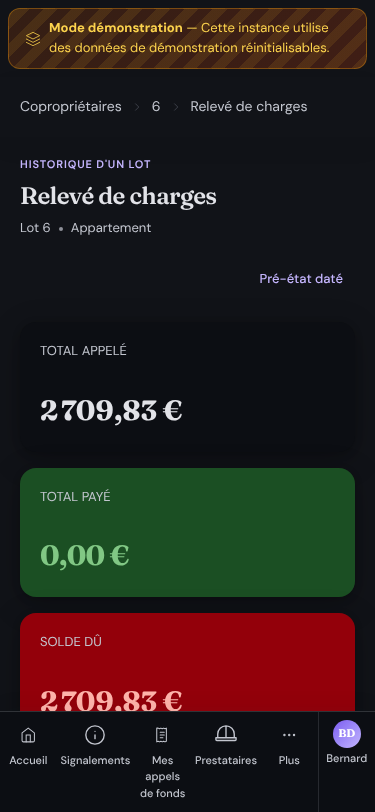 Mode démonstration — Cette instance utilise
des données de démonstration réinitialisables.
Copropriétaires > 6 > Relevé de charges
HISTORIQUE D'UN LOT
Relevé de charges
Lot 6 • Appartement
Pré-état daté
TOTAL APPELÉ
2 709,83 €
TOTAL PAYÉ
0,00 €
SOLDE DÛ
2 709,83 €
Accueil
Signalements
Mes
appels
de fonds
Prestataires
Plus
BD
Bernard